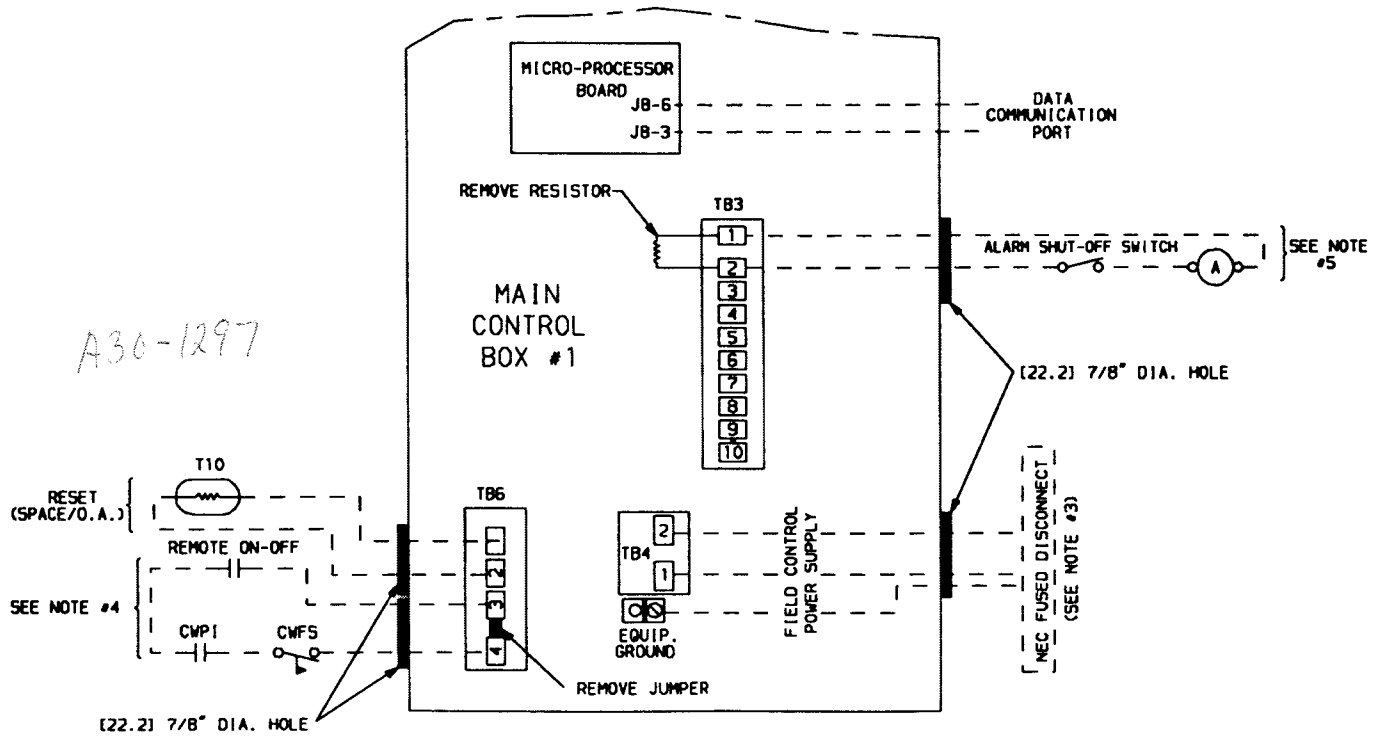 MICRO-PROCESSOR
BOARD
J8-6
J8-3
DATA
COMMUNICATION
PORT
REMOVE RESISTOR
TB3
1
2
3
4
5
6
7
8
9
10
ALARM SHUT-OFF SWITCH
A
SEE NOTE
#5
MAIN
CONTROL
BOX #1
A30-1297
[22.2] 7/8" DIA. HOLE
T10
RESET
(SPACE/O.A.)
REMOTE ON-OFF
SEE NOTE #4
CWPI
CWFS
TB6
1
2
3
4
REMOVE JUMPER
[22.2] 7/8" DIA. HOLE
TB4
2
1
EQUIP.
GROUND
FIELD CONTROL
POWER SUPPLY
NEC FUSED DISCONNECT
(SEE NOTE #3)